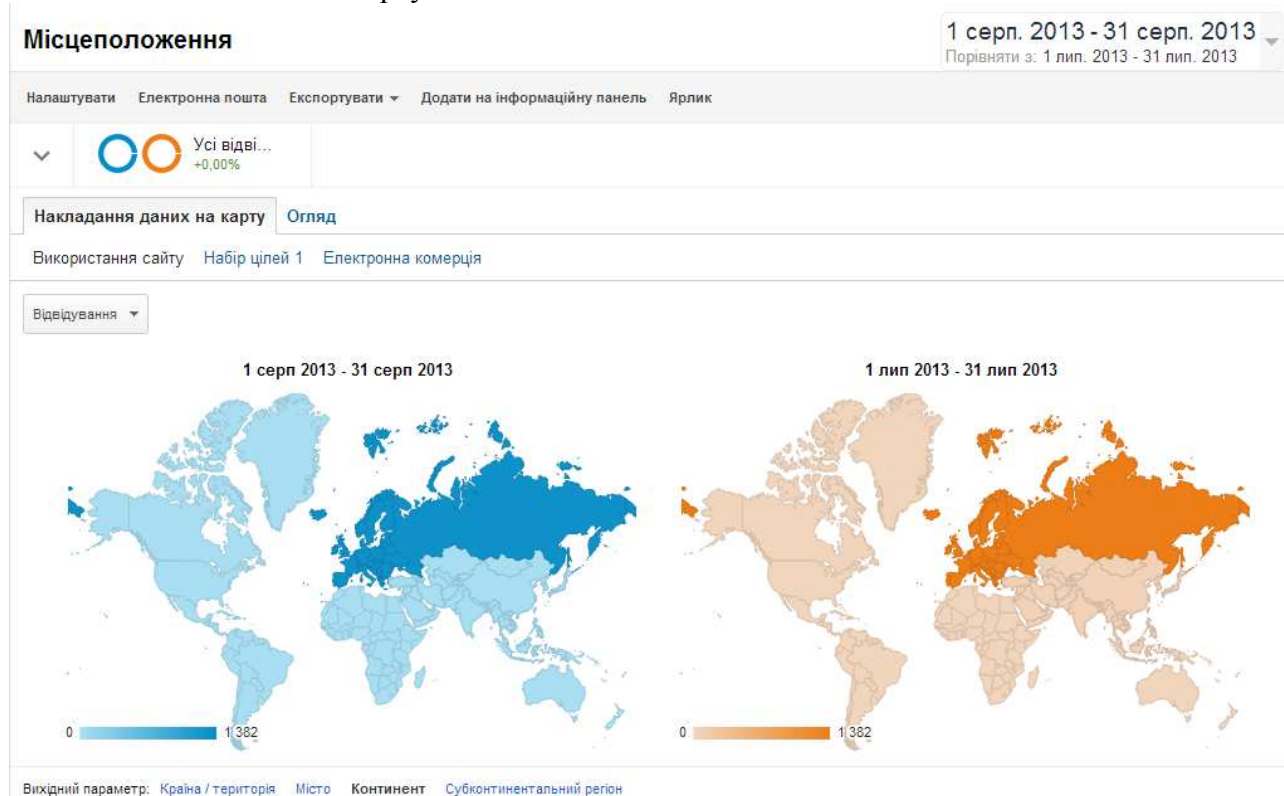 Місцеположення
1 серп. 2013 - 31 серп. 2013
Порівняти з: 1 лип. 2013 - 31 лип. 2013
Налаштувати Електронна пошта Експортувати Додати на інформаційну панель Ярлик
Усі відві...
+0,00%
Накладання даних на карту Огляд
Використання сайту Набір цілей 1 Електронна комерція
Відвідування
1 серп 2013 - 31 серп 2013
1 лип 2013 - 31 лип 2013
0 1 382
0 1 382
Вихідний параметр: Країна / територія Місто Континент Субконтинентальний регіон